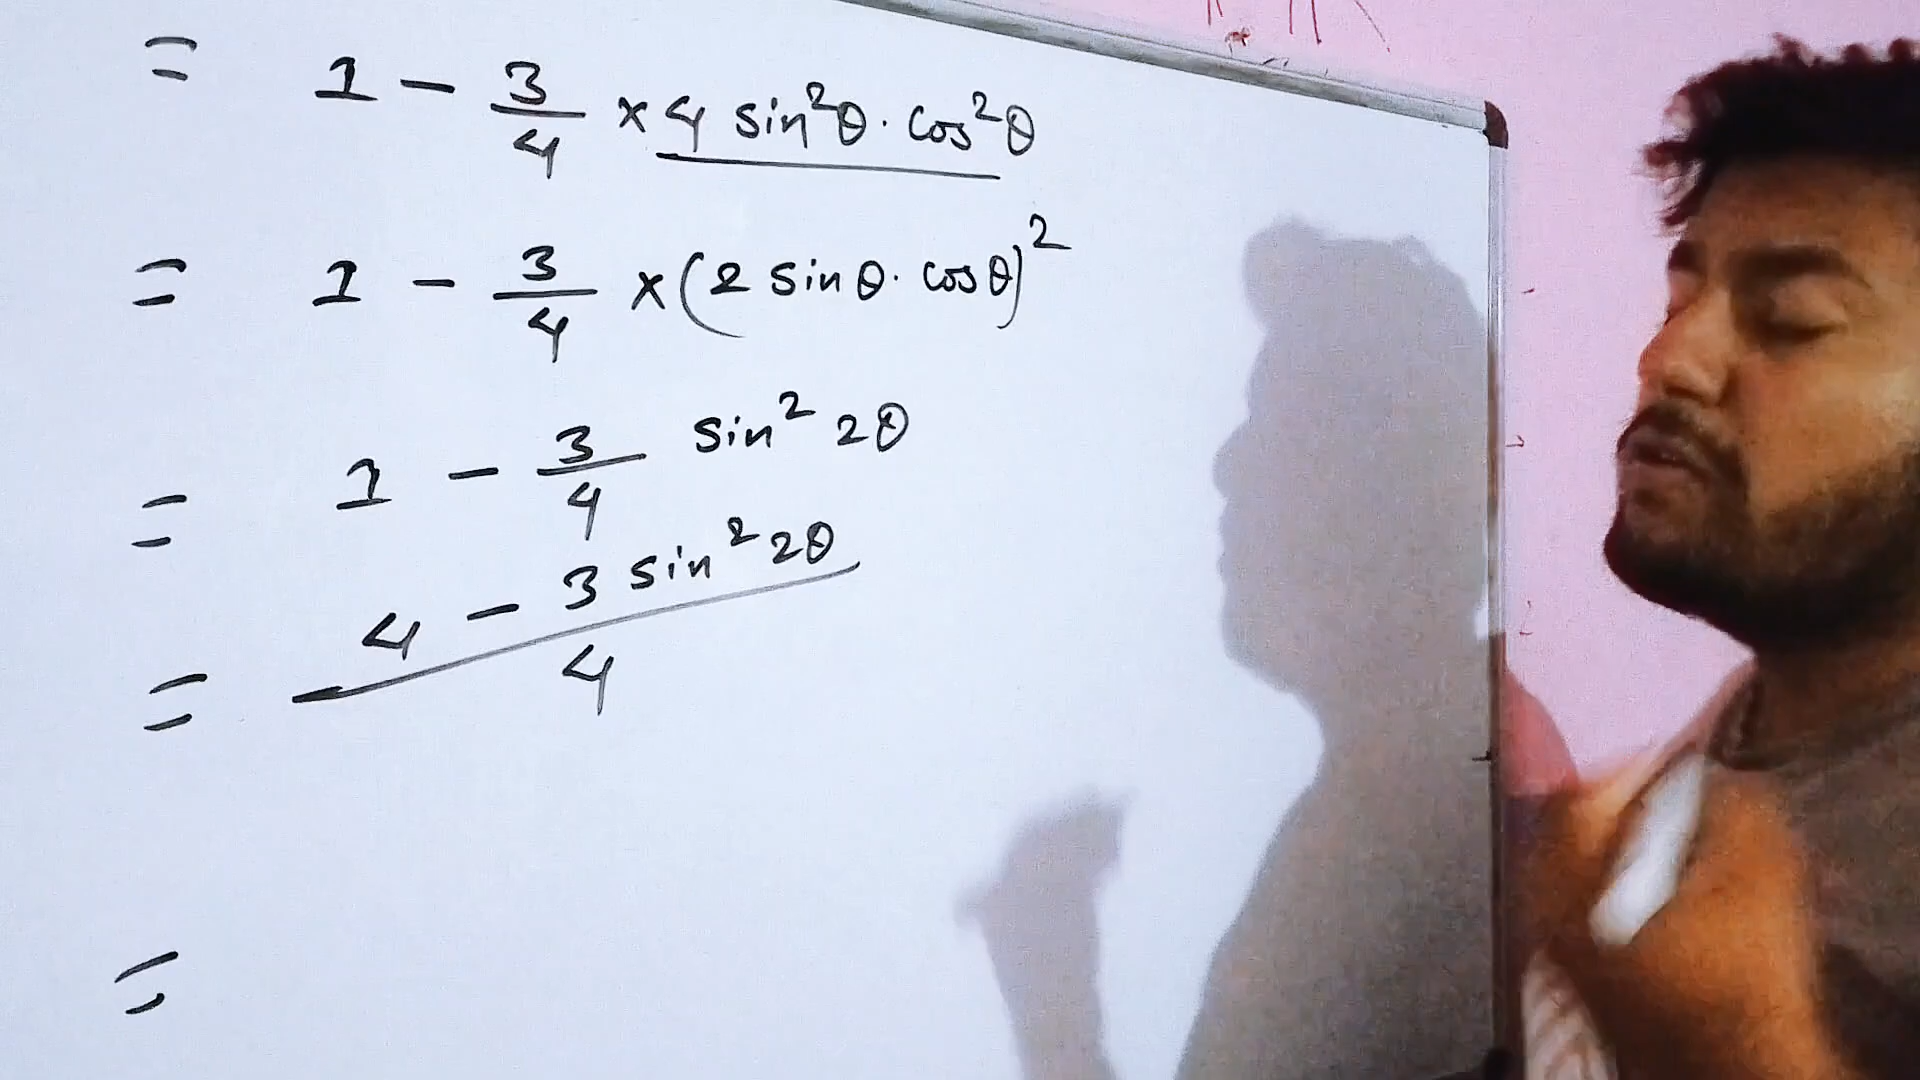 = 1 - 3/4 × 4 sin²θ · cos²θ
= 1 - 3/4 × (2 sinθ · cosθ)²
= 1 - 3/4 sin² 2θ
= (4 - 3 sin² 2θ)/4
=